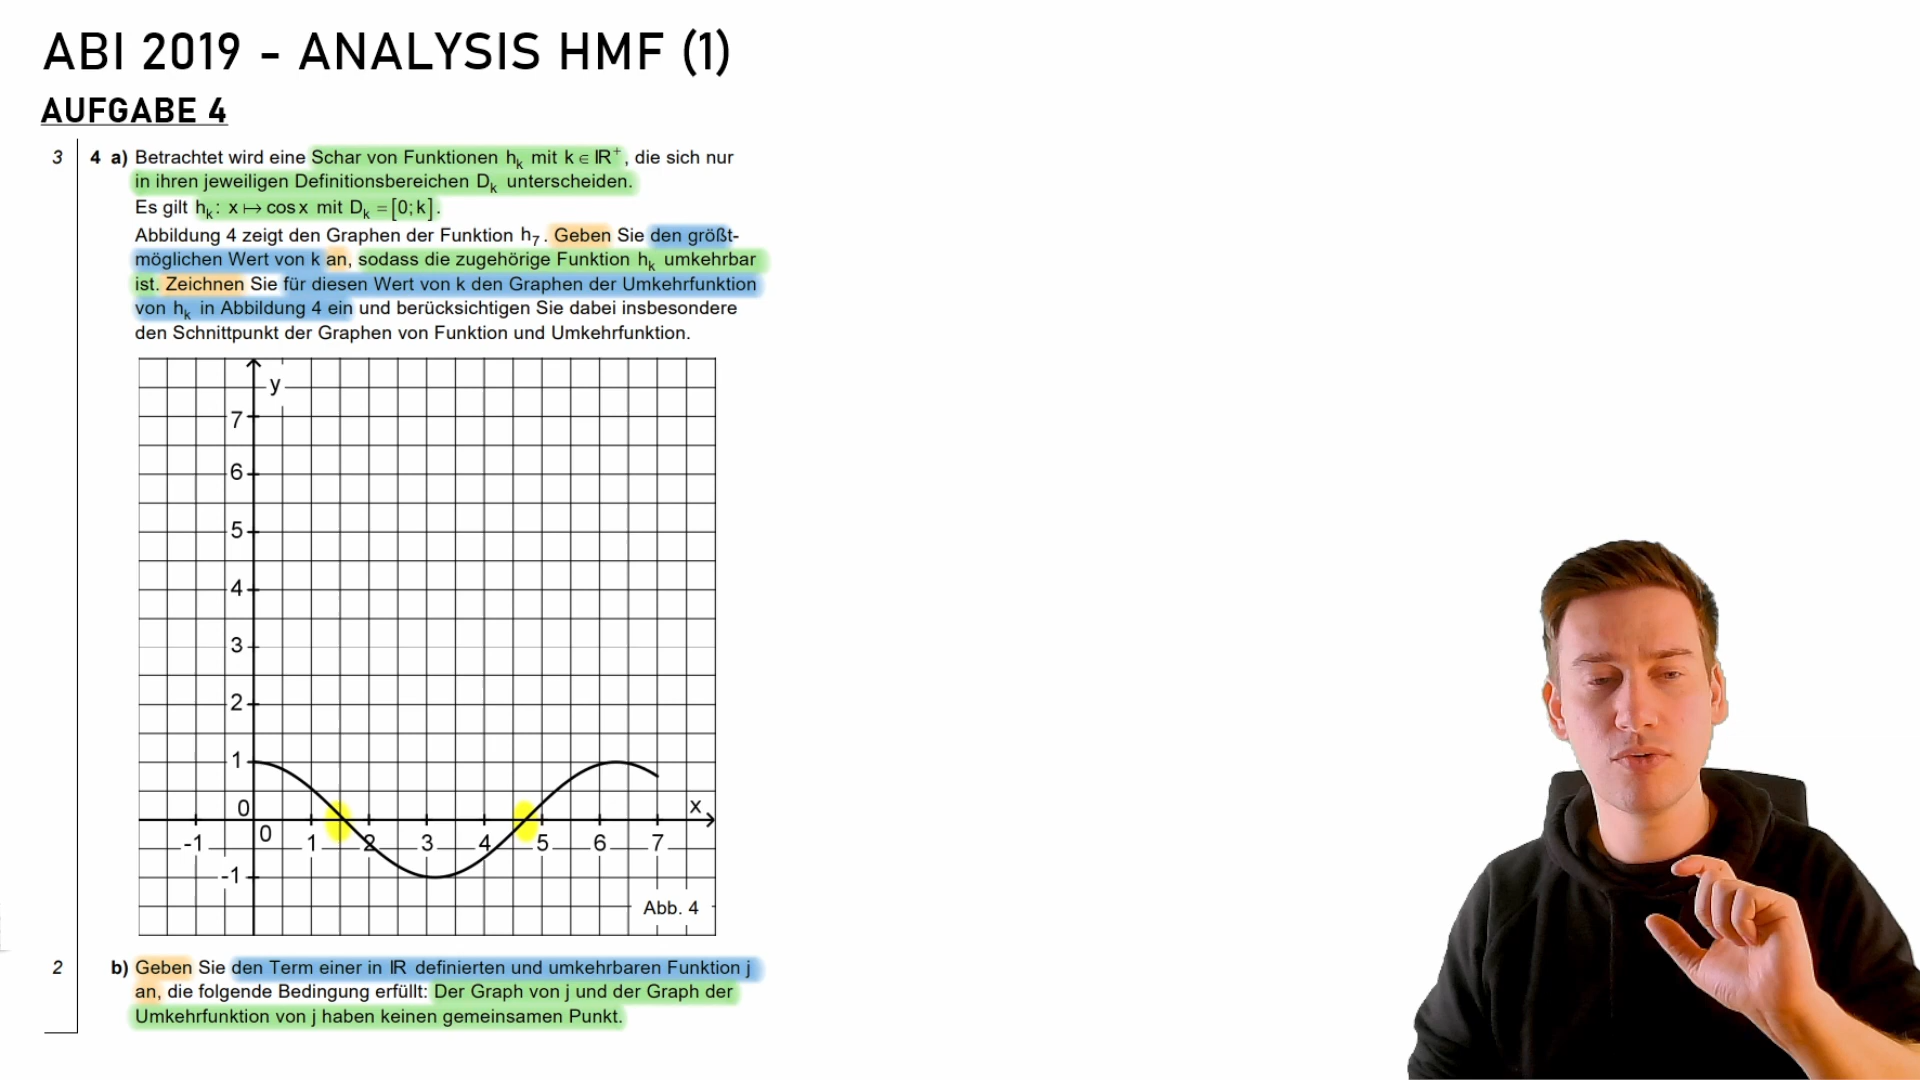 ABI 2019 - ANALYSIS HMF (1)
AUFGABE 4
3 4 a) Betrachtet wird eine Schar von Funktionen hₖ mit k ∈ IR⁺, die sich nur
in ihren jeweiligen Definitionsbereichen Dₖ unterscheiden.
Es gilt hₖ: x ↦ cos x mit Dₖ = [0; k].
Abbildung 4 zeigt den Graphen der Funktion h₇. Geben Sie den größt-
möglichen Wert von k an, sodass die zugehörige Funktion hₖ umkehrbar
ist. Zeichnen Sie für diesen Wert von k den Graphen der Umkehrfunktion
von hₖ in Abbildung 4 ein und berücksichtigen Sie dabei insbesondere
den Schnittpunkt der Graphen von Funktion und Umkehrfunktion.
y
7
6
5
4
3
2
1
0 x
-1 0 1 2 3 4 5 6 7
-1
Abb. 4
2 b) Geben Sie den Term einer in IR definierten und umkehrbaren Funktion j
an, die folgende Bedingung erfüllt: Der Graph von j und der Graph der
Umkehrfunktion von j haben keinen gemeinsamen Punkt.